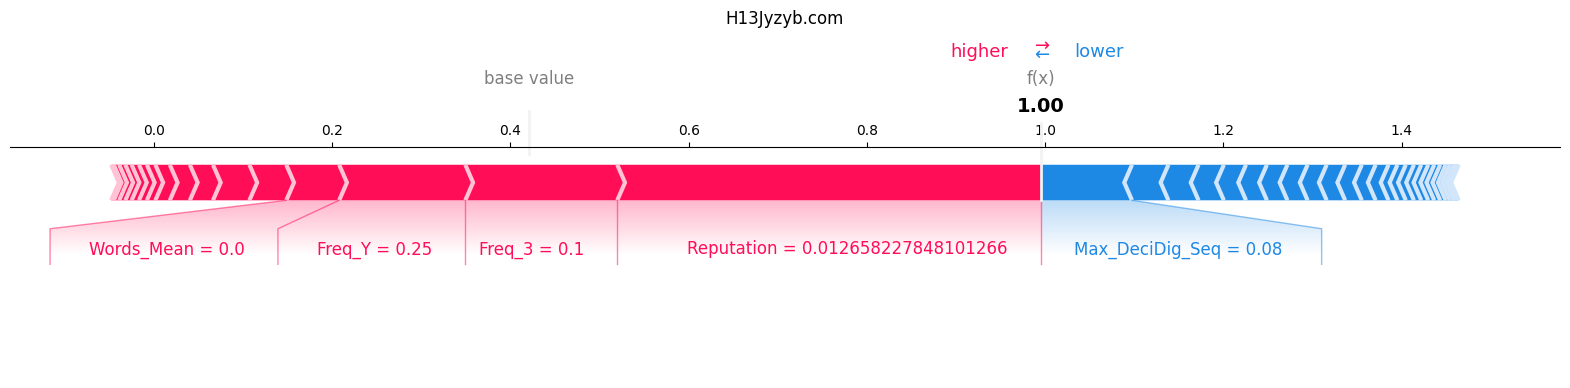 H13Jyzyb.com
higher → lower
←
base value f(x)
1.00
0.0 0.2 0.4 0.6 0.8 1.0 1.2 1.4
Words_Mean = 0.0 Freq_Y = 0.25 Freq_3 = 0.1 Reputation = 0.012658227848101266 Max_DeciDig_Seq = 0.08